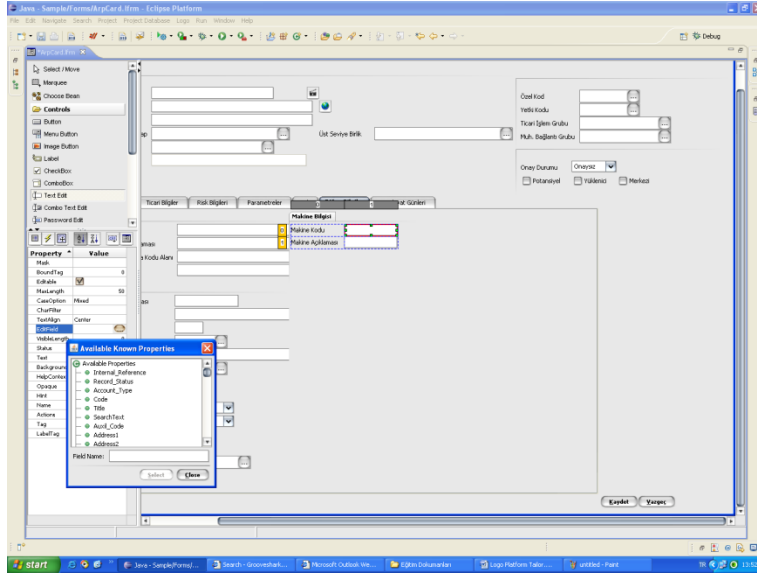 Java - Sample/Forms/ArpCard.lfrm - Eclipse Platform
File Edit Navigate Search Project Project Database Logo Run Window Help
Debug
*ArpCard.lfrm
Select / Move
Marquee
Choose Bean
Controls
Button
Menu Button
Image Button
Label
CheckBox
ComboBox
Text Edit
Combo Text Edit
Password Edit
Özel Kod
Yetki Kodu
Ticari İşlem Grubu
Muh. Bağlantı Grubu
Üst Seviye Birlik
Onay Durumu Onaysız
Potansiyel Yüklenici Merkezi
Ticari Bilgiler Risk Bilgileri Parametreler
at Günleri
Makine Bilgisi
Makine Kodu
Makine Açıklaması
a Kodu Alanı
Property Value
Mask
BoundTag 0
Editable
MaxLength 50
CaseOption Mixed
CharFilter
TextAlign Center
EditField
VisibleLength
Status
Text
Background
HelpContex
Opaque
Hint
Name
Actions
Tag
LabelTag
Available Known Properties
Available Properties
Internal_Reference
Record_Status
Account_Type
Code
Title
SearchText
Auxil_Code
Address1
Address2
Field Name:
Select Close
Kaydet Vazgeç
start
Java - Sample/Forms/...
Search - Grooveshark...
Microsoft Outlook We...
Eğitim Dokumanları
Logo Platform Tailor....
untitled - Paint
TR
13:52